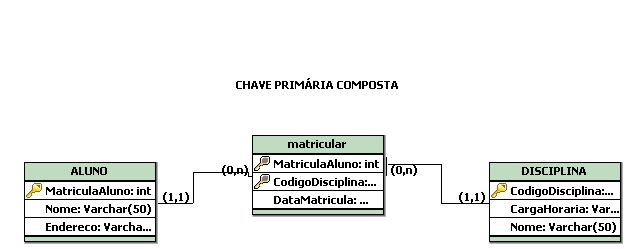 CHAVE PRIMÁRIA COMPOSTA
ALUNO
MatriculaAluno: int
Nome: Varchar(50)
Endereco: Varcha...
(1,1)
(0,n)
matricular
MatriculaAluno: int
CodigoDisciplina:...
DataMatricula: ...
(0,n)
(1,1)
DISCIPLINA
CodigoDisciplina:...
CargaHoraria: Var...
Nome: Varchar(50)